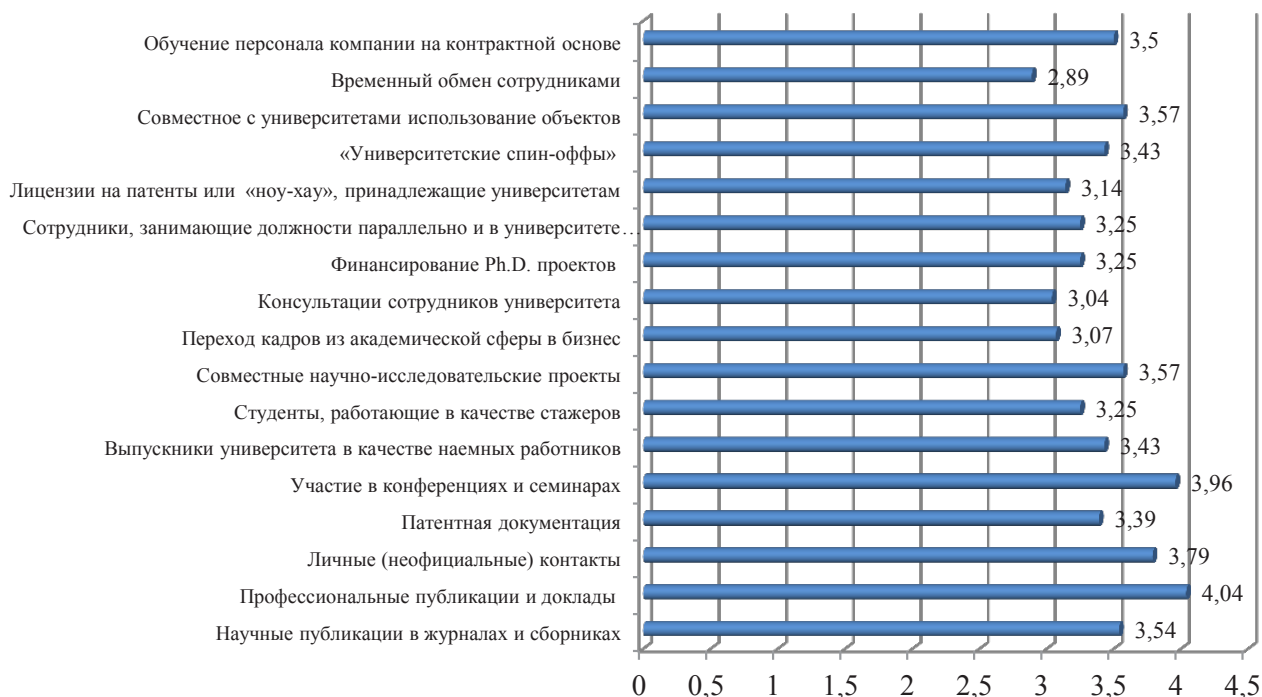 Обучение персонала компании на контрактной основе 3,5
Временный обмен сотрудниками 2,89
Совместное с университетами использование объектов 3,57
«Университетские спин-оффы» 3,43
Лицензии на патенты или «ноу-хау», принадлежащие университетам 3,14
Сотрудники, занимающие должности параллельно и в университете… 3,25
Финансирование Ph.D. проектов 3,25
Консультации сотрудников университета 3,04
Переход кадров из академической сферы в бизнес 3,07
Совместные научно-исследовательские проекты 3,57
Студенты, работающие в качестве стажеров 3,25
Выпускники университета в качестве наемных работников 3,43
Участие в конференциях и семинарах 3,96
Патентная документация 3,39
Личные (неофициальные) контакты 3,79
Профессиональные публикации и доклады 4,04
Научные публикации в журналах и сборниках 3,54
0 0,5 1 1,5 2 2,5 3 3,5 4 4,5